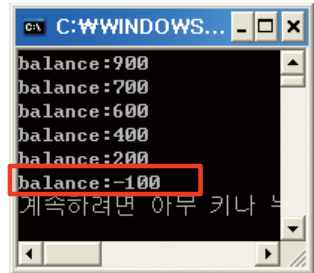 C:₩WINDOWS...
balance:900
balance:700
balance:600
balance:400
balance:200
balance:-100
계속하려면 아무 키나